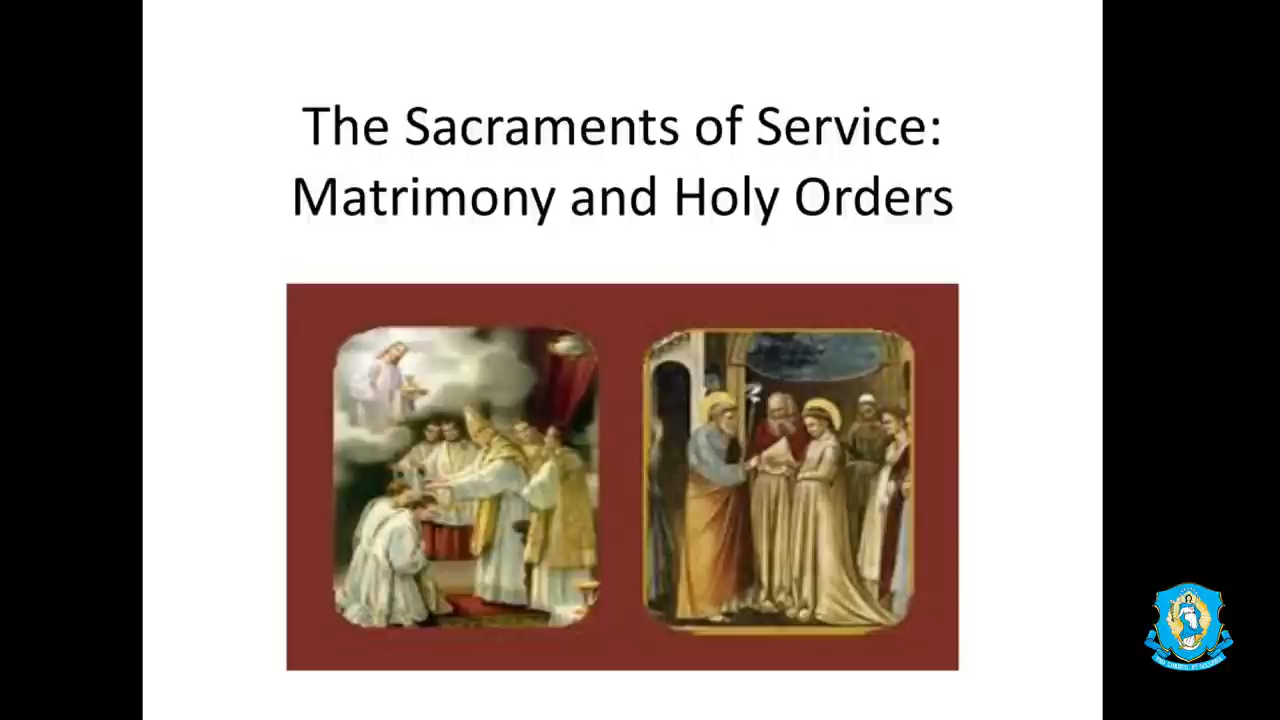 The Sacraments of Service:
Matrimony and Holy Orders